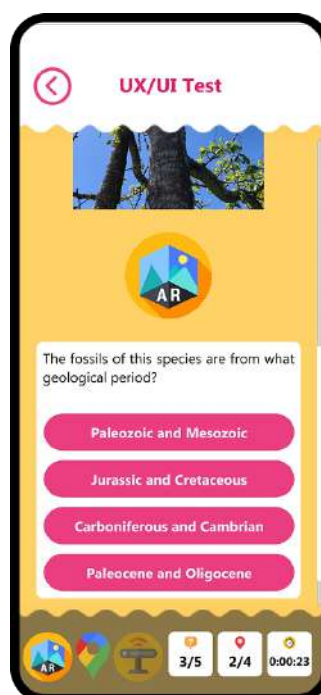 UX/UI Test
AR
The fossils of this species are from what
geological period?
Paleozoic and Mesozoic
Jurassic and Cretaceous
Carboniferous and Cambrian
Paleocene and Oligocene
AR
3/5
2/4
0:00:23